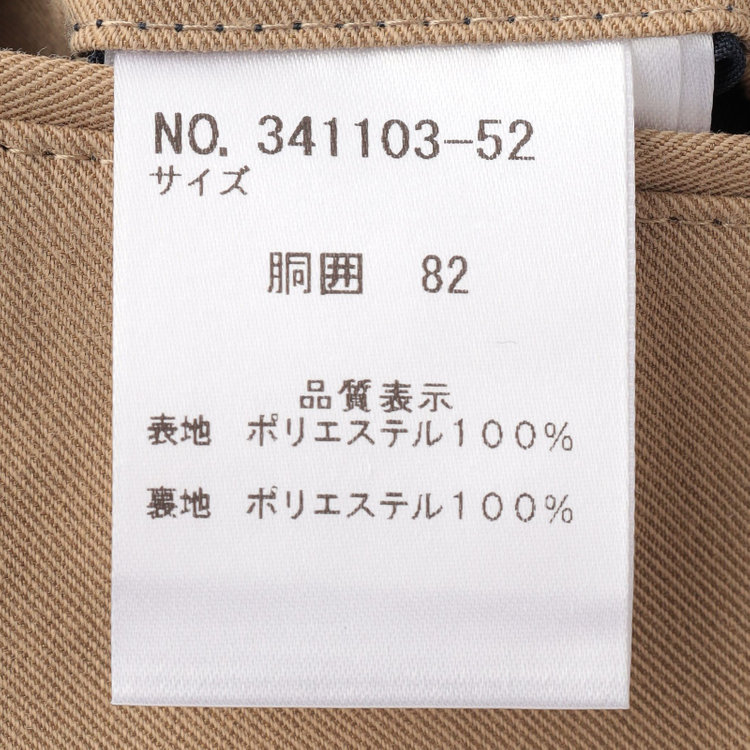 NO. 341103-52
サイズ
胴囲 82
品質表示
表地 ポリエステル100%
裏地 ポリエステル100%